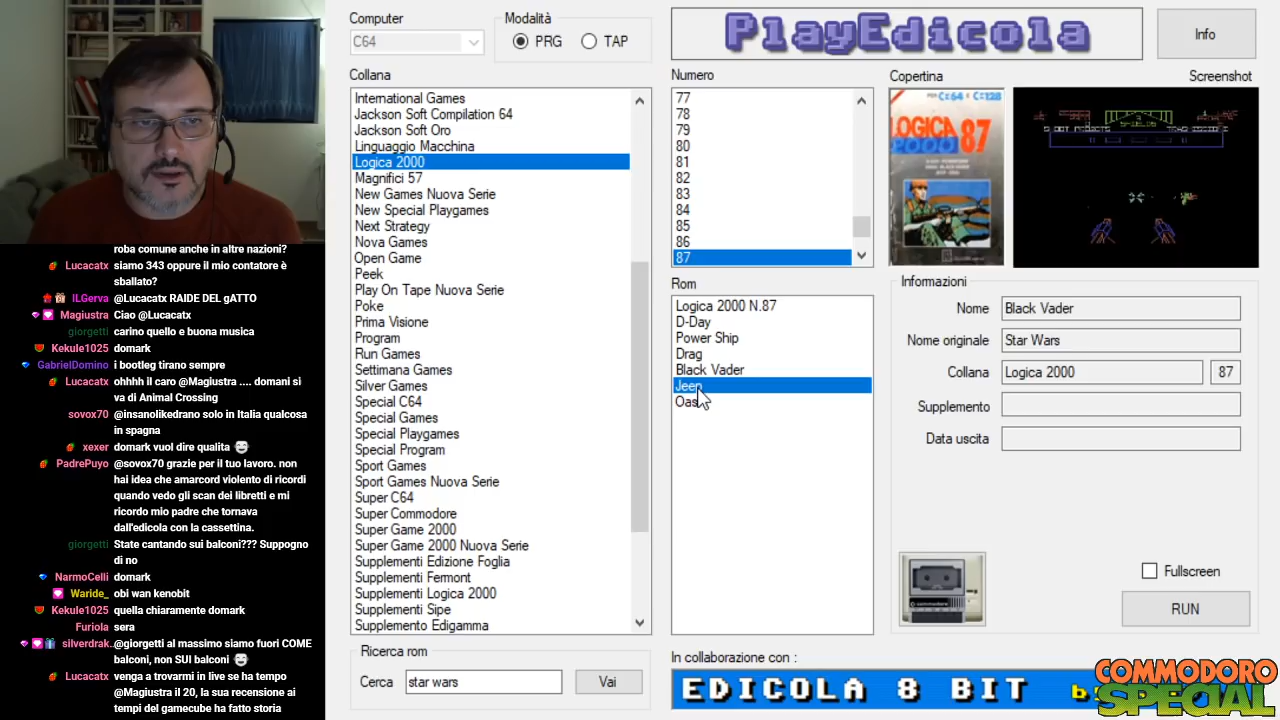 Computer
C64
Modalità
PRG
TAP
PlayEdicola
Info
Collana
International Games
Jackson Soft Compilation 64
Jackson Soft Oro
Linguaggio Macchina
Logica 2000
Magnifici 57
New Games Nuova Serie
New Special Playgames
Next Strategy
Nova Games
Open Game
Peek
Play On Tape Nuova Serie
Poke
Prima Visione
Program
Run Games
Settimana Games
Silver Games
Special C64
Special Games
Special Playgames
Special Program
Sport Games
Sport Games Nuova Serie
Super C64
Super Commodore
Super Game 2000
Super Game 2000 Nuova Serie
Supplementi Edizione Foglia
Supplementi Fermont
Supplementi Logica 2000
Supplementi Sipe
Supplemento Edigamma
Ricerca rom
Cerca
star wars
Vai
Numero
77
78
79
80
81
82
83
84
85
86
87
Rom
Logica 2000 N.87
D-Day
Power Ship
Drag
Black Vader
Jeep
Oas
Copertina
Screenshot
C=64 E C=128
LOGICA 87
2000
Informazioni
Nome
Black Vader
Nome originale
Star Wars
Collana
Logica 2000
87
Supplemento
Data uscita
commodore
Fullscreen
RUN
In collaborazione con :
EDICOLA 8 BIT
COMMODORO
SPECIAL
roba comune anche in altre nazioni?
Lucacatx siamo 343 oppure il mio contatore è
sballato?
ILGerva @Lucacatx RAIDE DEL gATTO
Magiustra Ciao @Lucacatx
giorgetti carino quello e buona musica
Kekule1025 domark
GabrielDomino i bootleg tirano sempre
Lucacatx ohhhh il caro @Magiustra .... domani si
va di Animal Crossing
sovox70 @insanolikedrano solo in Italia qualcosa
in spagna
xexer domark vuol dire qualita
PadrePuyo @sovox70 grazie per il tuo lavoro. non
hai idea che amarcord violento di ricordi
quando vedo gli scan dei libretti e mi
ricordo mio padre che tornava
dall'edicola con la cassettina.
giorgetti State cantando sui balconi??? Suppogno
di no
NarmoCelli domark
Waride_ obi wan kenobit
Kekule1025 quella chiaramente domark
Furiola sera
silverdrak.. @giorgetti al massimo siamo fuori COME
balconi, non SUI balconi
Lucacatx venga a trovarmi in live se ha tempo
@Magiustra il 20, la sua recensione ai
tempi del gamecube ha fatto storia